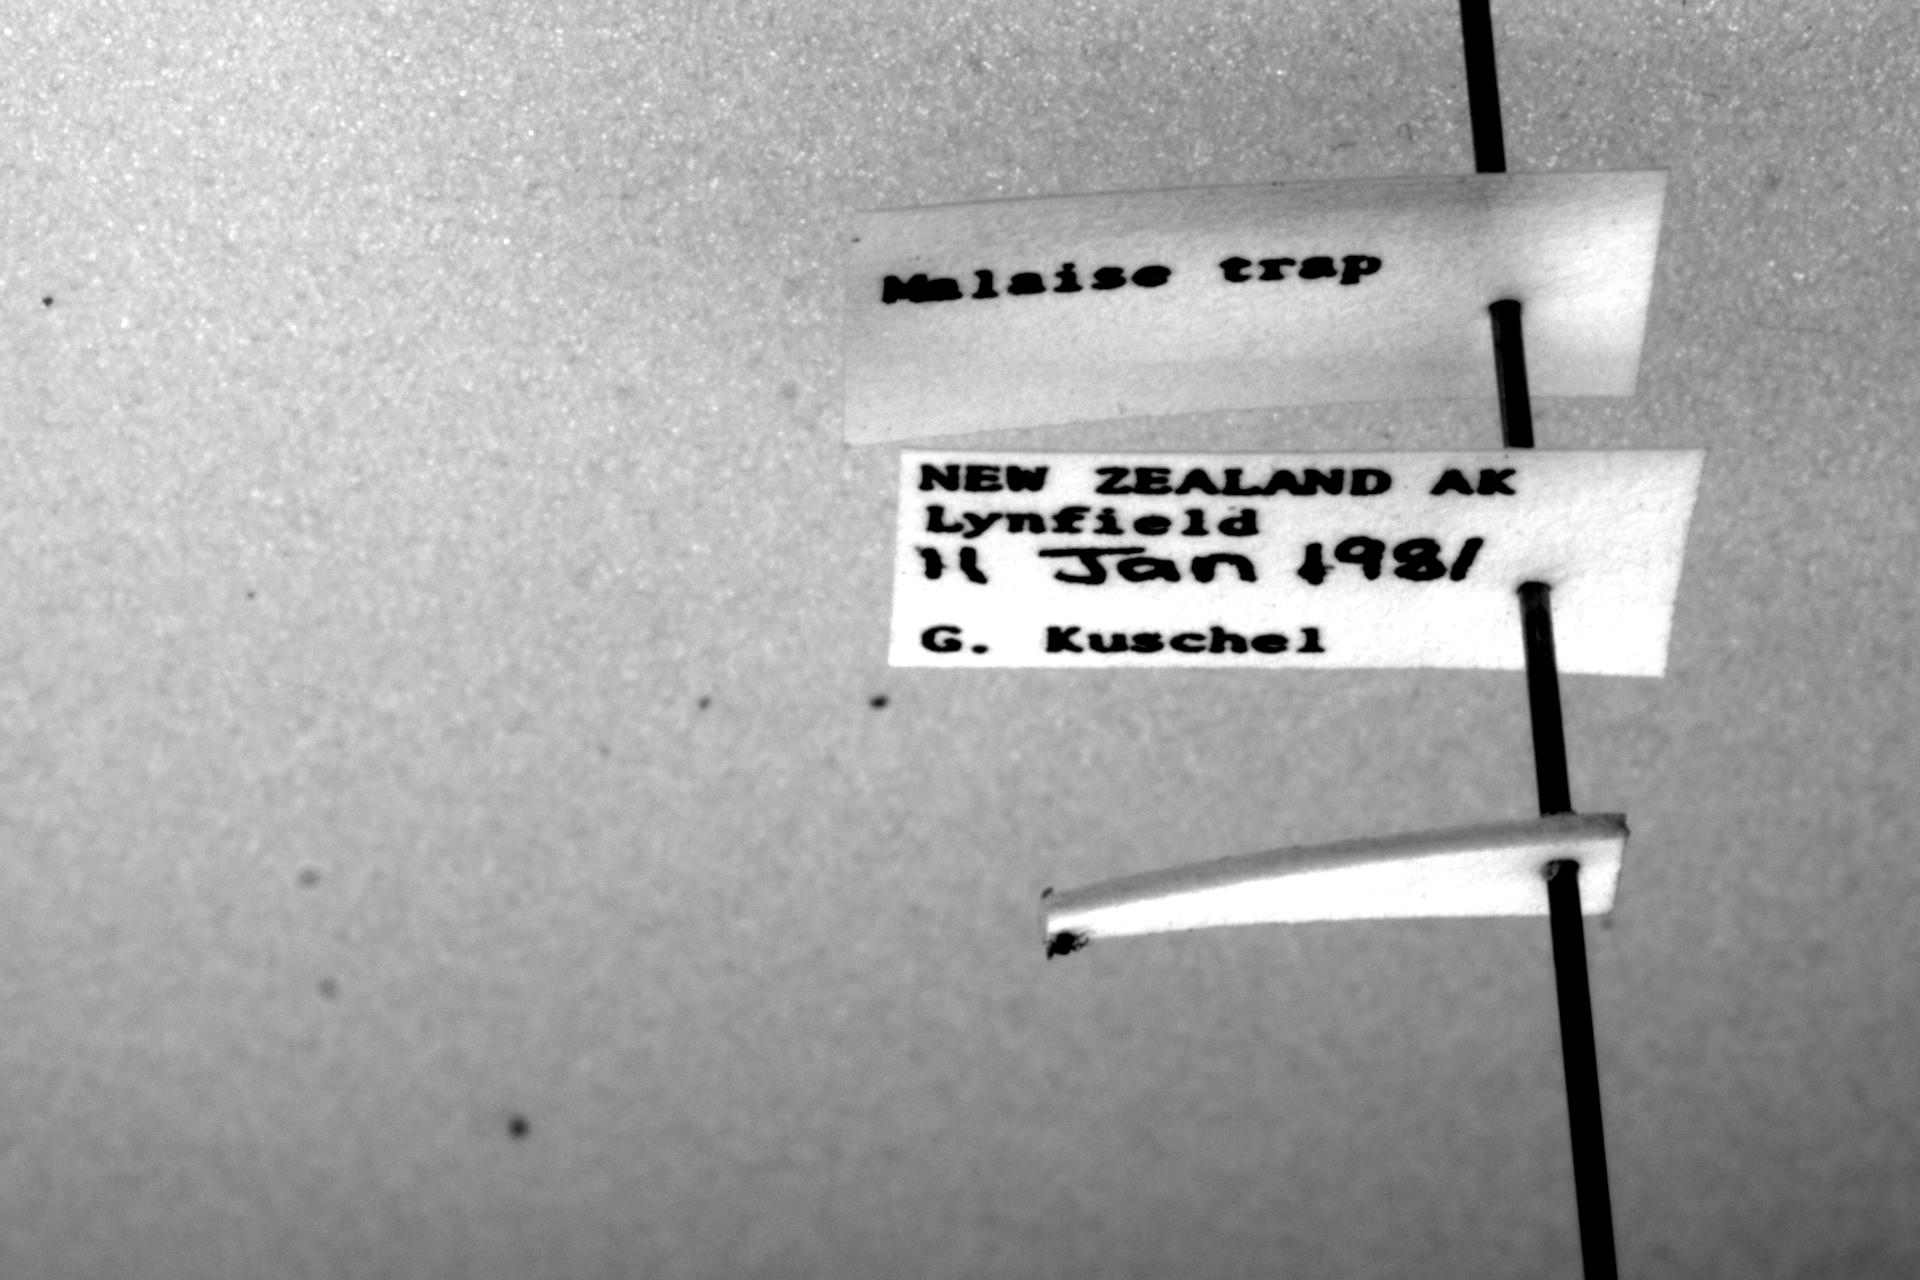 Malaise trap
NEW ZEALAND AK
Lynfield
11 Jan 1981
G. Kuschel